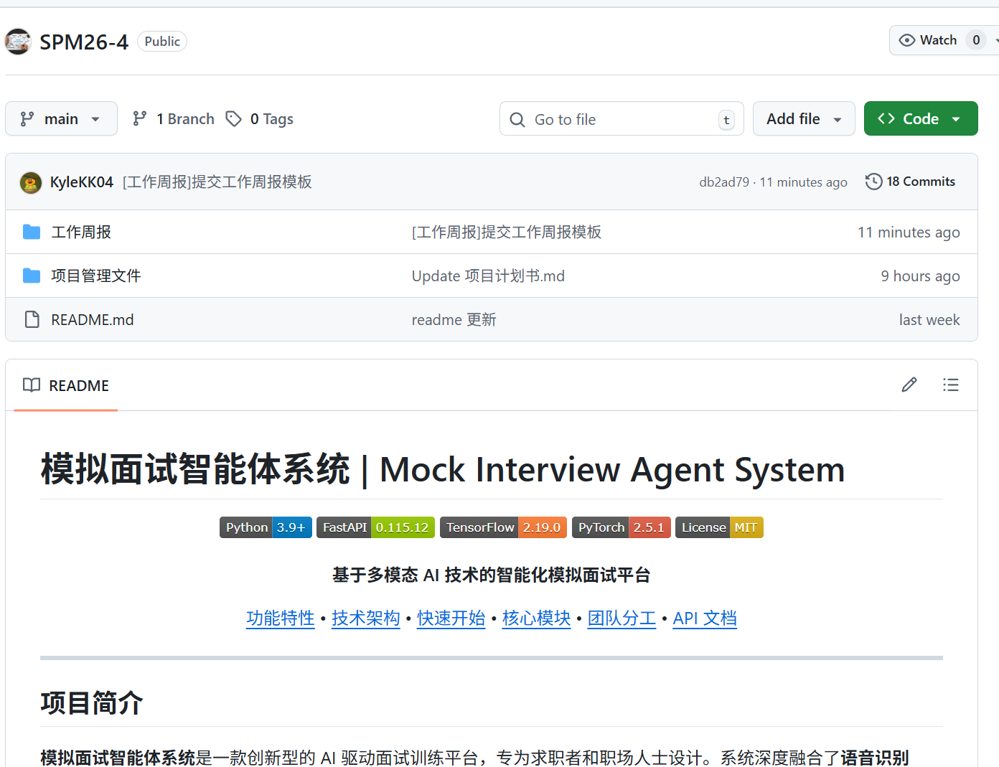 SPM26-4 Public Watch 0
main 1 Branch 0 Tags Go to file t Add file Code
KyleKK04 [工作周报]提交工作周报模板 db2ad79 · 11 minutes ago 18 Commits
工作周报 [工作周报]提交工作周报模板 11 minutes ago
项目管理文件 Update 项目计划书.md 9 hours ago
README.md readme 更新 last week
README
模拟面试智能体系统 | Mock Interview Agent System
Python 3.9+ FastAPI 0.115.12 TensorFlow 2.19.0 PyTorch 2.5.1 License MIT
基于多模态 AI 技术的智能化模拟面试平台
功能特性 • 技术架构 • 快速开始 • 核心模块 • 团队分工 • API 文档
项目简介
模拟面试智能体系统是一款创新型的 AI 驱动面试训练平台，专为求职者和职场人士设计。系统深度融合了语音识别